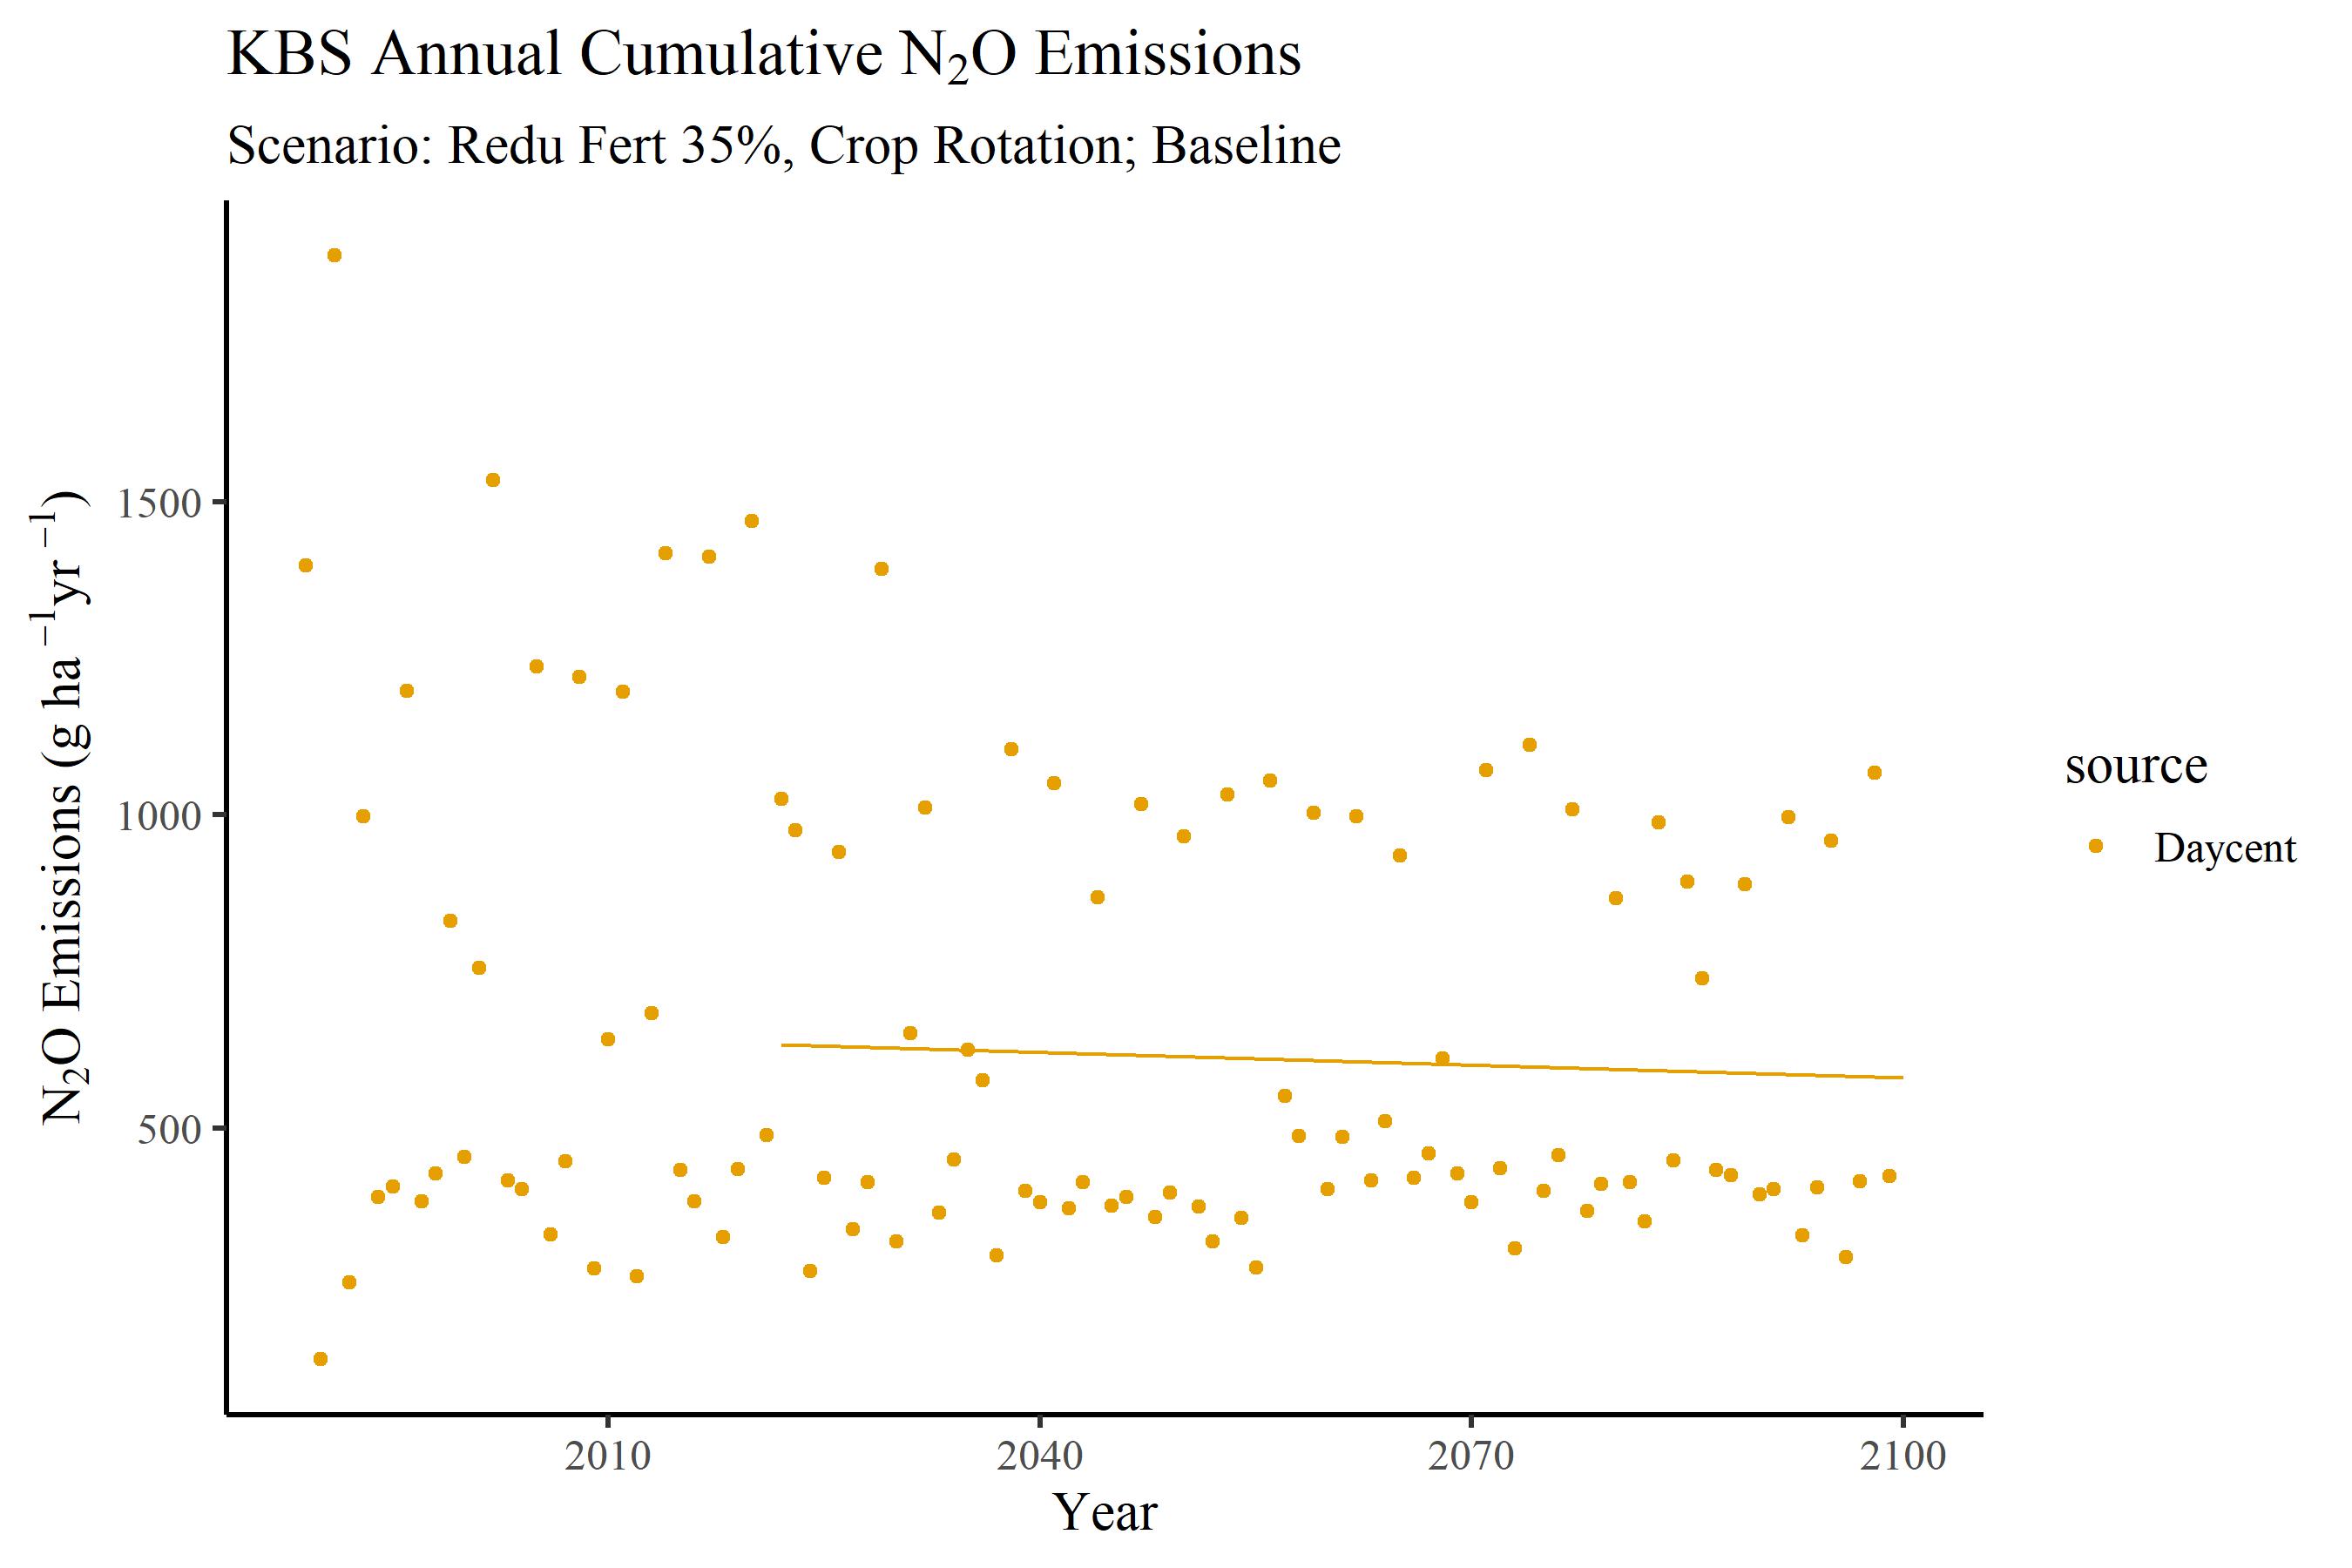 KBS Annual Cumulative N₂O Emissions
Scenario: Redu Fert 35%, Crop Rotation; Baseline
N₂O Emissions (g ha ⁻¹yr ⁻¹)
1500
1000
500
2010
2040
2070
2100
Year
source
Daycent